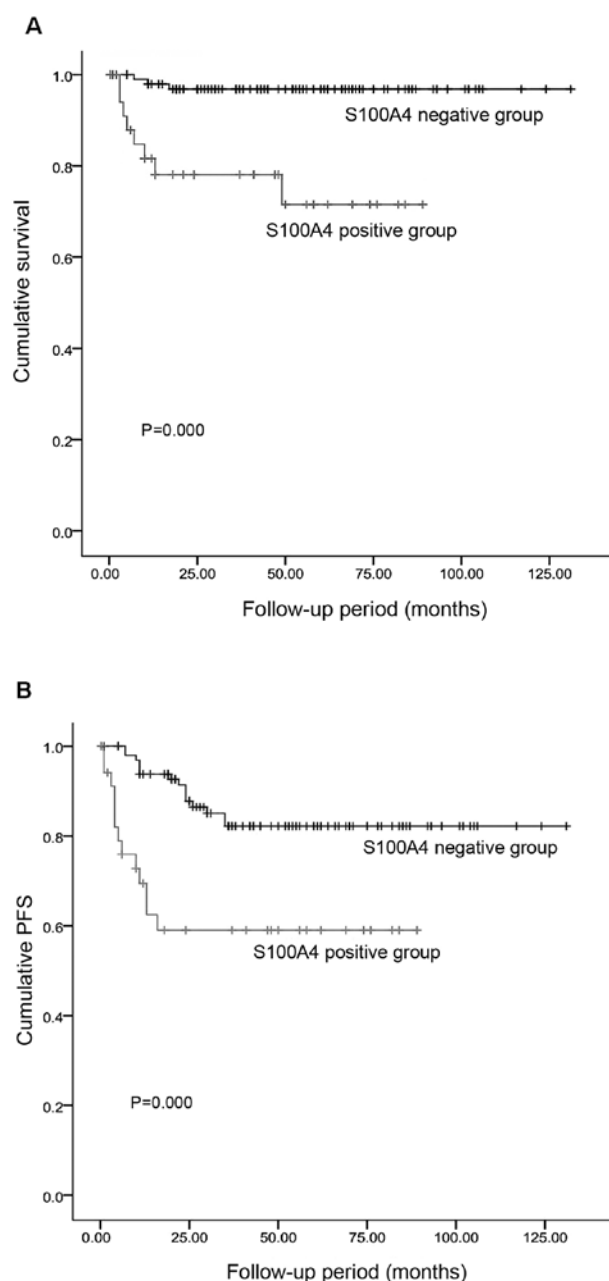 A
1.0
S100A4 negative group
0.8
S100A4 positive group
0.6
Cumulative survival
0.4
P=0.000
0.2
0.0
0.00 25.00 50.00 75.00 100.00 125.00
Follow-up period (months)
B
1.0
0.8
S100A4 negative group
0.6
S100A4 positive group
Cumulative PFS
0.4
P=0.000
0.2
0.0
0.00 25.00 50.00 75.00 100.00 125.00
Follow-up period (months)